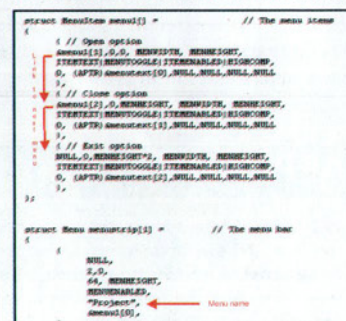 struct MenuItem menu1[] = // The menu items
{
{ // Open option
&menu1[1],0,0, MENWIDTH, MENHEIGHT,
ITEMTEXT|MENUTOGGLE|ITEMENABLED|HIGHCOMP,
0, (APTR)&menutext[0],NULL,NULL,NULL,NULL
},
{ // Close option
&menu1[2],0,MENHEIGHT, MENWIDTH, MENHEIGHT,
ITEMTEXT|MENUTOGGLE|ITEMENABLED|HIGHCOMP,
0, (APTR)&menutext[1],NULL,NULL,NULL,NULL
},
{ // Exit option
NULL,0,MENHEIGHT*2, MENWIDTH, MENHEIGHT,
ITEMTEXT|MENUTOGGLE|ITEMENABLED|HIGHCOMP,
0, (APTR)&menutext[2],NULL,NULL,NULL,NULL
},
};
Link to next menu
struct Menu menustrip[1] = // The menu bar
{
{
NULL,
2,0,
64, MENHEIGHT,
MENUENABLED,
"Project", Menu name
&menu1[0],